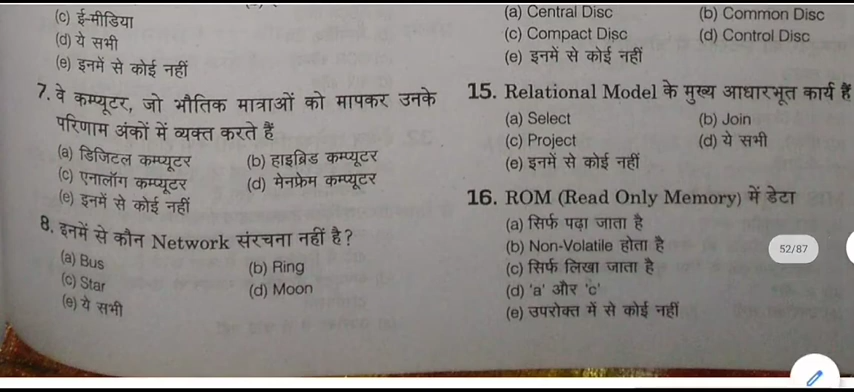 (c) ई-मीडिया
(d) ये सभी
(e) इनमें से कोई नहीं
7. वे कम्प्यूटर, जो भौतिक मात्राओं को मापकर उनके
परिणाम अंकों में व्यक्त करते हैं
(a) डिजिटल कम्प्यूटर (b) हाइब्रिड कम्प्यूटर
(c) एनालॉग कम्प्यूटर (d) मेनफ्रेम कम्प्यूटर
(e) इनमें से कोई नहीं
8. इनमें से कौन Network संरचना नहीं है?
(a) Bus (b) Ring
(c) Star (d) Moon
(e) ये सभी
(a) Central Disc (b) Common Disc
(c) Compact Disc (d) Control Disc
(e) इनमें से कोई नहीं
15. Relational Model के मुख्य आधारभूत कार्य हैं
(a) Select (b) Join
(c) Project (d) ये सभी
(e) इनमें से कोई नहीं
16. ROM (Read Only Memory) में डेटा
(a) सिर्फ पढ़ा जाता है
(b) Non-Volatile होता है
(c) सिर्फ लिखा जाता है
(d) 'a' और 'c'
(e) उपरोक्त में से कोई नहीं
52/87